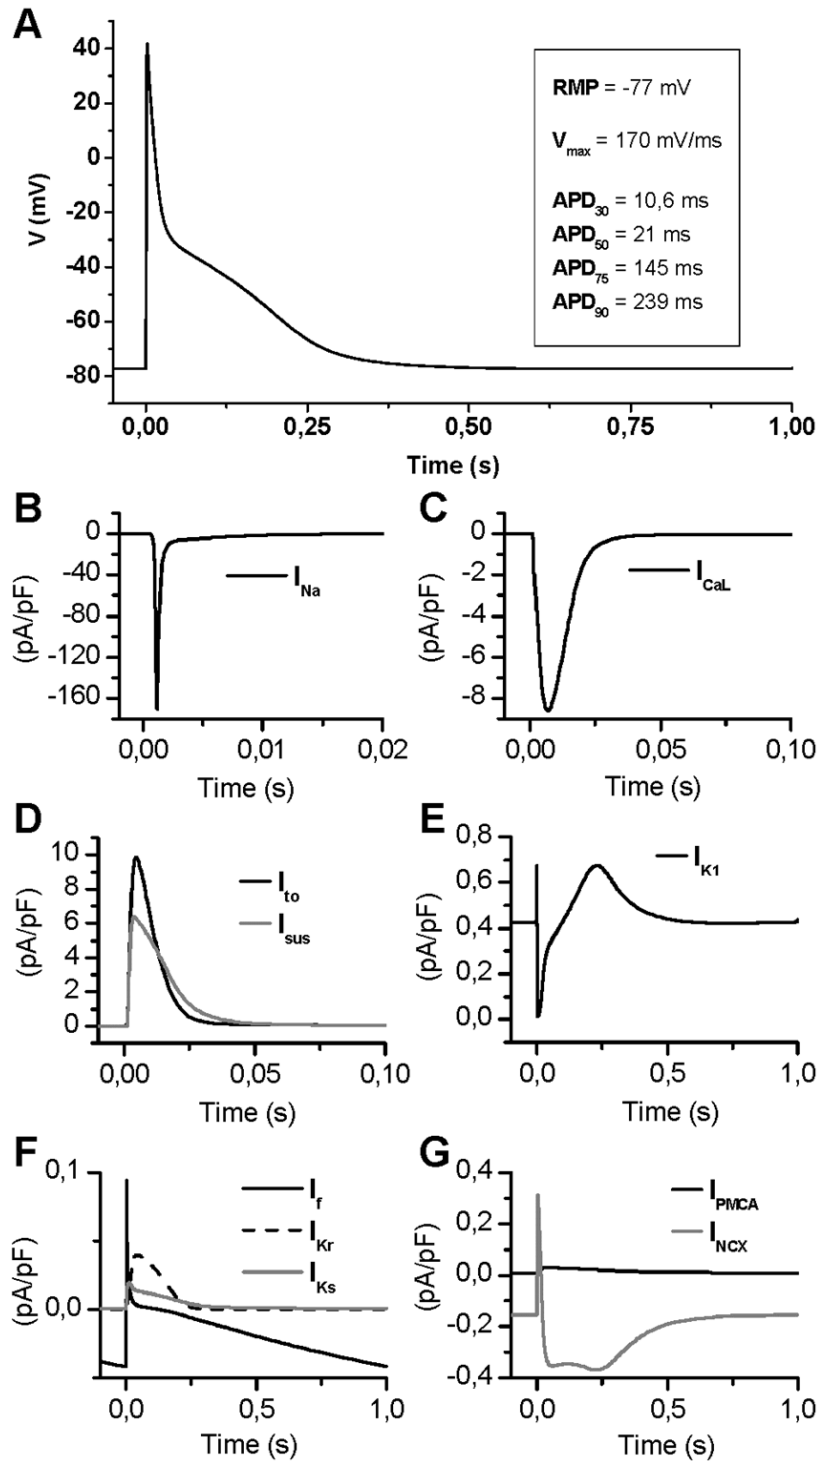 A
40
20
0
-20
-40
-60
-80
V (mV)
RMP = -77 mV
Vmax = 170 mV/ms
APD30 = 10,6 ms
APD50 = 21 ms
APD75 = 145 ms
APD90 = 239 ms
0,00 0,25 0,50 0,75 1,00
Time (s)
B
0
-40
-80
-120
-160
(pA/pF)
INa
0,00 0,01 0,02
Time (s)
C
0
-2
-4
-6
-8
(pA/pF)
ICaL
0,00 0,05 0,10
Time (s)
D
10
8
6
4
2
0
(pA/pF)
Ito
Isus
0,00 0,05 0,10
Time (s)
E
0,8
0,6
0,4
0,2
0,0
(pA/pF)
IK1
0,0 0,5 1,0
Time (s)
F
0,1
0,0
(pA/pF)
If
IKr
IKs
0,0 0,5 1,0
Time (s)
G
0,4
0,2
0,0
-0,2
-0,4
(pA/pF)
IPMCA
INCX
0,0 0,5 1,0
Time (s)